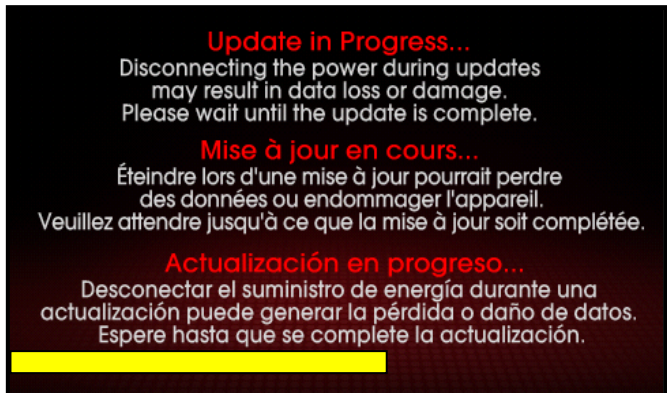 Update in Progress...
Disconnecting the power during updates
may result in data loss or damage.
Please wait until the update is complete.
Mise à jour en cours...
Éteindre lors d'une mise à jour pourrait perdre
des données ou endommager l'appareil.
Veuillez attendre jusqu'à ce que la mise à jour soit complétée.
Actualización en progreso...
Desconectar el suministro de energía durante una
actualización puede generar la pérdida o daño de datos.
Espere hasta que se complete la actualización.